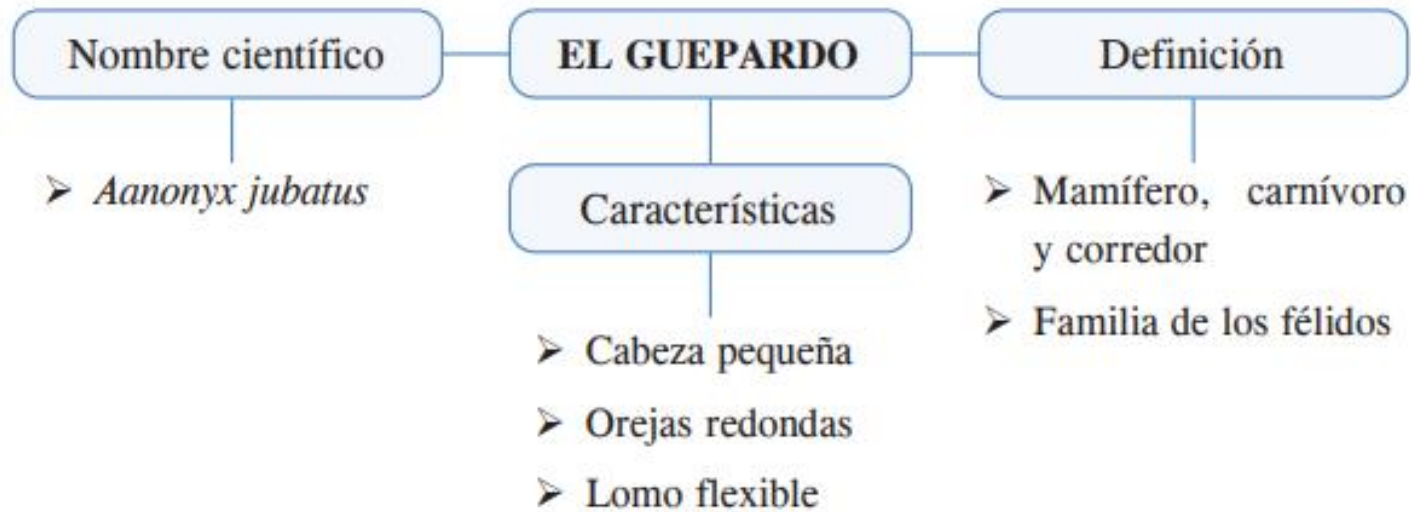 Nombre científico
EL GUEPARDO
Definición
➢ Aanonyx jubatus
Características
➢ Mamífero, carnívoro
y corredor
➢ Familia de los félidos
➢ Cabeza pequeña
➢ Orejas redondas
➢ Lomo flexible